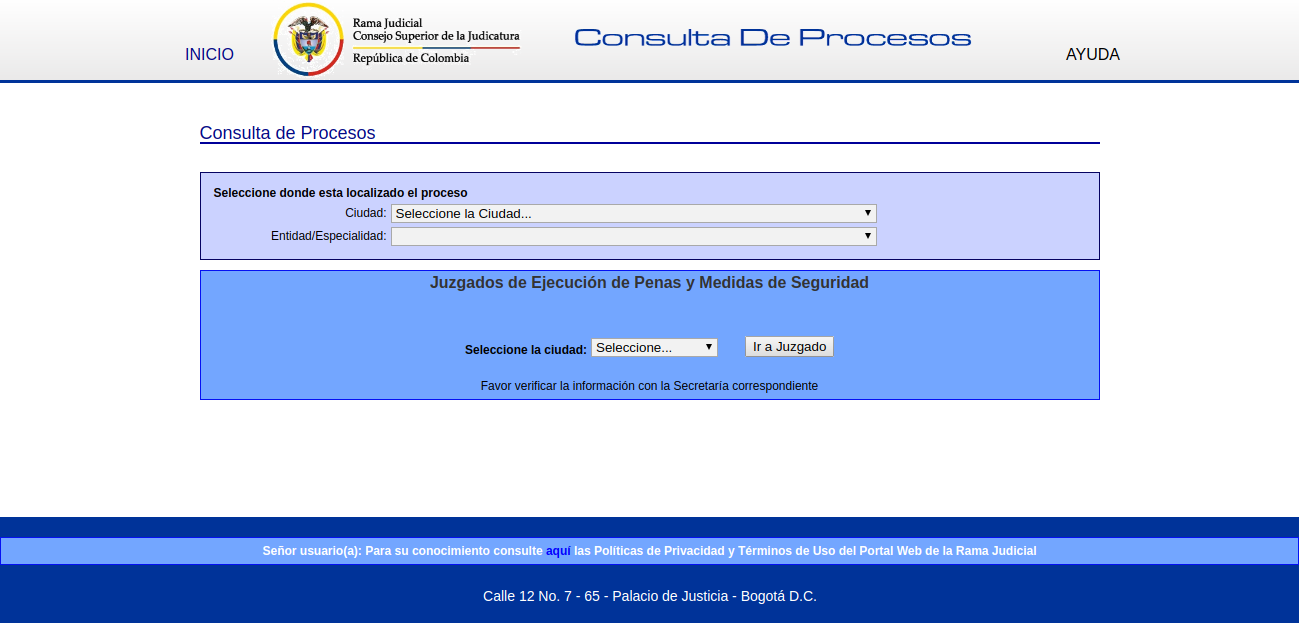 INICIO
Rama Judicial
Consejo Superior de la Judicatura
República de Colombia
Consulta De Procesos
AYUDA
Consulta de Procesos
Seleccione donde esta localizado el proceso
Ciudad: Seleccione la Ciudad...
Entidad/Especialidad:
Juzgados de Ejecución de Penas y Medidas de Seguridad
Seleccione la ciudad: Seleccione... Ir a Juzgado
Favor verificar la información con la Secretaría correspondiente
Señor usuario(a): Para su conocimiento consulte aquí las Políticas de Privacidad y Términos de Uso del Portal Web de la Rama Judicial
Calle 12 No. 7 - 65 - Palacio de Justicia - Bogotá D.C.